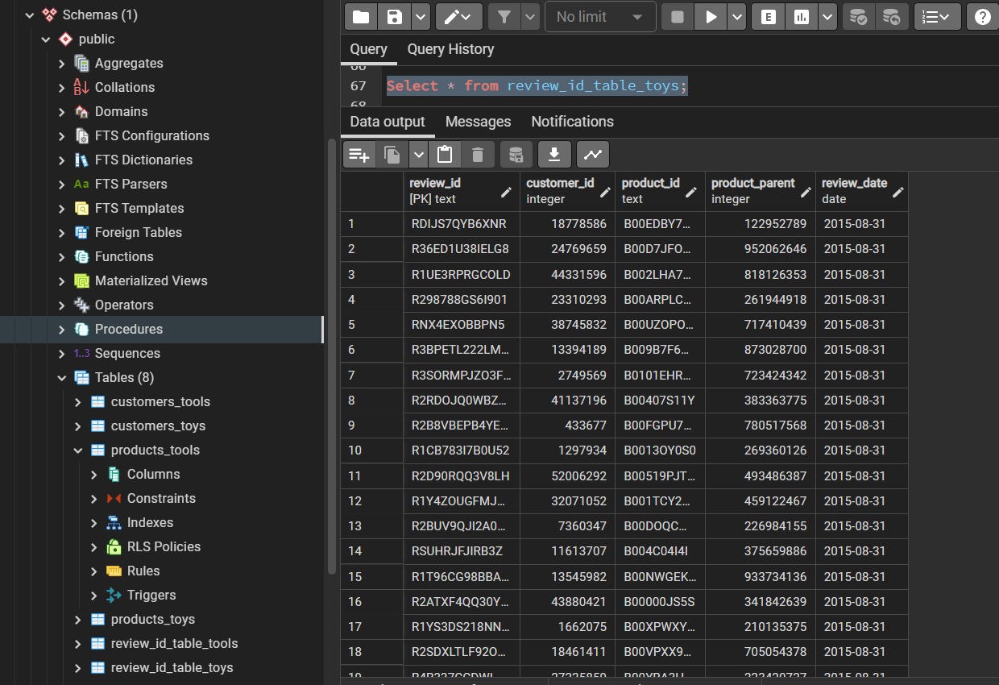 Schemas (1)
public
Aggregates
Collations
Domains
FTS Configurations
FTS Dictionaries
Aa FTS Parsers
FTS Templates
Foreign Tables
Functions
Materialized Views
Operators
Procedures
1..3 Sequences
Tables (8)
customers_tools
customers_toys
products_tools
Columns
Constraints
Indexes
RLS Policies
Rules
Triggers
products_toys
review_id_table_tools
review_id_table_toys
No limit
E
Query Query History
66
67 Select * from review_id_table_toys;
68
Data output Messages Notifications
review_id customer_id product_id product_parent review_date
[PK] text integer text integer date
1 RDIJS7QYB6XNR 18778586 B00EDBY7... 122952789 2015-08-31
2 R36ED1U38IELG8 24769659 B00D7JFO... 952062646 2015-08-31
3 R1UE3RPRGCOLD 44331596 B002LHA7... 818126353 2015-08-31
4 R298788GS6I901 23310293 B00ARPLC... 261944918 2015-08-31
5 RNX4EXOBBPN5 38745832 B00UZOPO... 717410439 2015-08-31
6 R3BPETL222LM... 13394189 B009B7F6... 873028700 2015-08-31
7 R3SORMPJZO3F... 2749569 B0101EHR... 723424342 2015-08-31
8 R2RDOJQ0WBZ... 41137196 B00407S11Y 383363775 2015-08-31
9 R2B8VBEPB4YE... 433677 B00FGPU7... 780517568 2015-08-31
10 R1CB783I7B0U52 1297934 B0013OY0S0 269360126 2015-08-31
11 R2D90RQQ3V8LH 52006292 B00519PJT... 493486387 2015-08-31
12 R1Y4ZOUGFMJ... 32071052 B001TCY2... 459122467 2015-08-31
13 R2BUV9QJI2A0... 7360347 B00DOQC... 226984155 2015-08-31
14 RSUHRJFJIRB3Z 11613707 B004C04I4I 375659886 2015-08-31
15 R1T96CG98BBA... 13545982 B00NWGEK... 933734136 2015-08-31
16 R2ATXF4QQ30Y... 43880421 B00000JS5S 341842639 2015-08-31
17 R1YS3DS218NN... 1662075 B00XPWXY... 210135375 2015-08-31
18 R2SDXLTLF92O... 18461411 B00VPXX9... 705054378 2015-08-31
19 2015-08-31